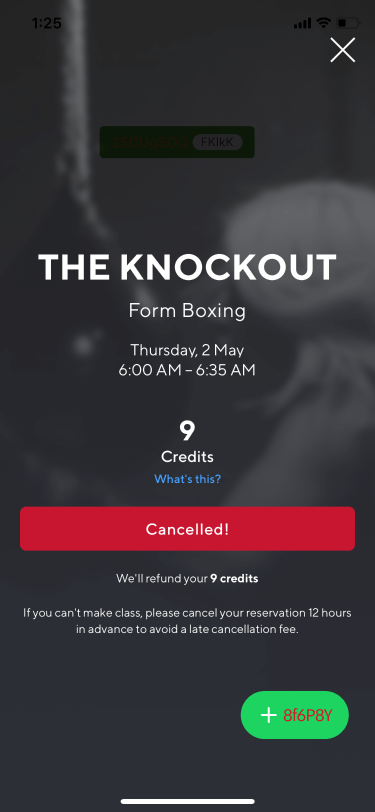 1:25
FKIkK
THE KNOCKOUT
Form Boxing
Thursday, 2 May
6:00 AM – 6:35 AM
9
Credits
What's this?
Cancelled!
We'll refund your 9 credits
If you can't make class, please cancel your reservation 12 hours
in advance to avoid a late cancellation fee.
+ 8f6P8Y